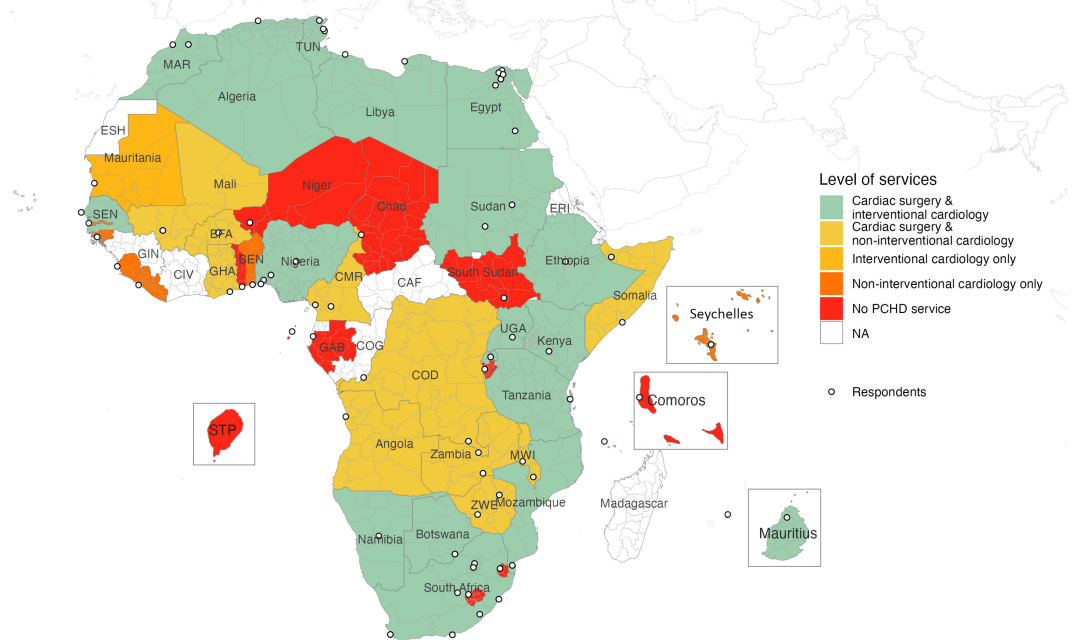 TUN
MAR
Algeria
Libya
Egypt
ESH
Mauritania
Mali
Niger
Chad
Sudan
ERI
SEN
BFA
GIN
CIV
GHA
BEN
Nigeria
CMR
CAF
South Sudan
Ethiopia
Somalia
GAB
COG
COD
UGA
Kenya
Tanzania
Angola
Zambia
MWI
ZWE
Mozambique
Madagascar
Namibia
Botswana
South Africa
STP
Seychelles
Comoros
Mauritius
Level of services
Cardiac surgery &
interventional cardiology
Cardiac surgery &
non-interventional cardiology
Interventional cardiology only
Non-interventional cardiology only
No PCHD service
NA
Respondents